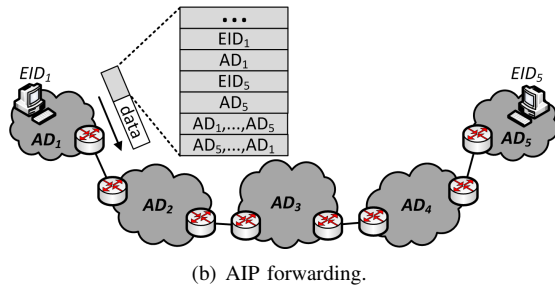 •••
EID₁
AD₁
EID₅
AD₅
AD₁,...,AD₅
AD₅,...,AD₁
EID₁
data
EID₅
AD₁
AD₂
AD₃
AD₄
AD₅
(b) AIP forwarding.